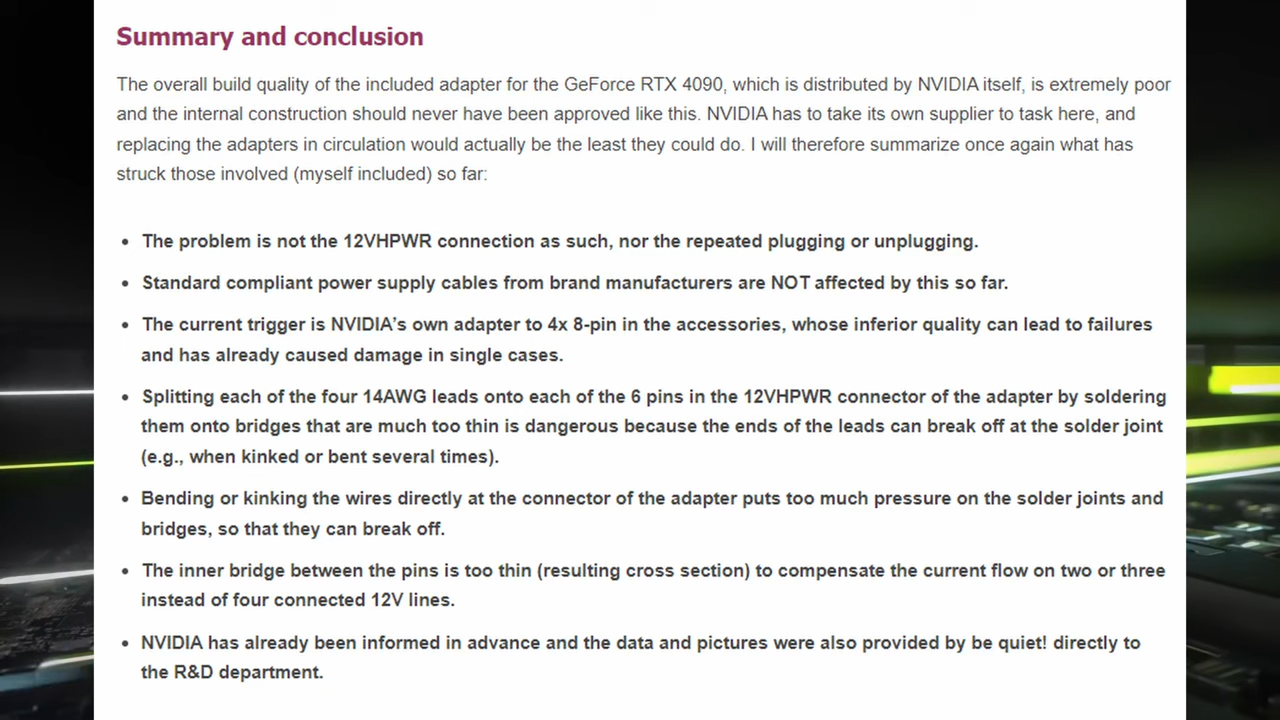 Summary and conclusion
The overall build quality of the included adapter for the GeForce RTX 4090, which is distributed by NVIDIA itself, is extremely poor
and the internal construction should never have been approved like this. NVIDIA has to take its own supplier to task here, and
replacing the adapters in circulation would actually be the least they could do. I will therefore summarize once again what has
struck those involved (myself included) so far:
• The problem is not the 12VHPWR connection as such, nor the repeated plugging or unplugging.
• Standard compliant power supply cables from brand manufacturers are NOT affected by this so far.
• The current trigger is NVIDIA’s own adapter to 4x 8-pin in the accessories, whose inferior quality can lead to failures
and has already caused damage in single cases.
• Splitting each of the four 14AWG leads onto each of the 6 pins in the 12VHPWR connector of the adapter by soldering
them onto bridges that are much too thin is dangerous because the ends of the leads can break off at the solder joint
(e.g., when kinked or bent several times).
• Bending or kinking the wires directly at the connector of the adapter puts too much pressure on the solder joints and
bridges, so that they can break off.
• The inner bridge between the pins is too thin (resulting cross section) to compensate the current flow on two or three
instead of four connected 12V lines.
• NVIDIA has already been informed in advance and the data and pictures were also provided by be quiet! directly to
the R&D department.